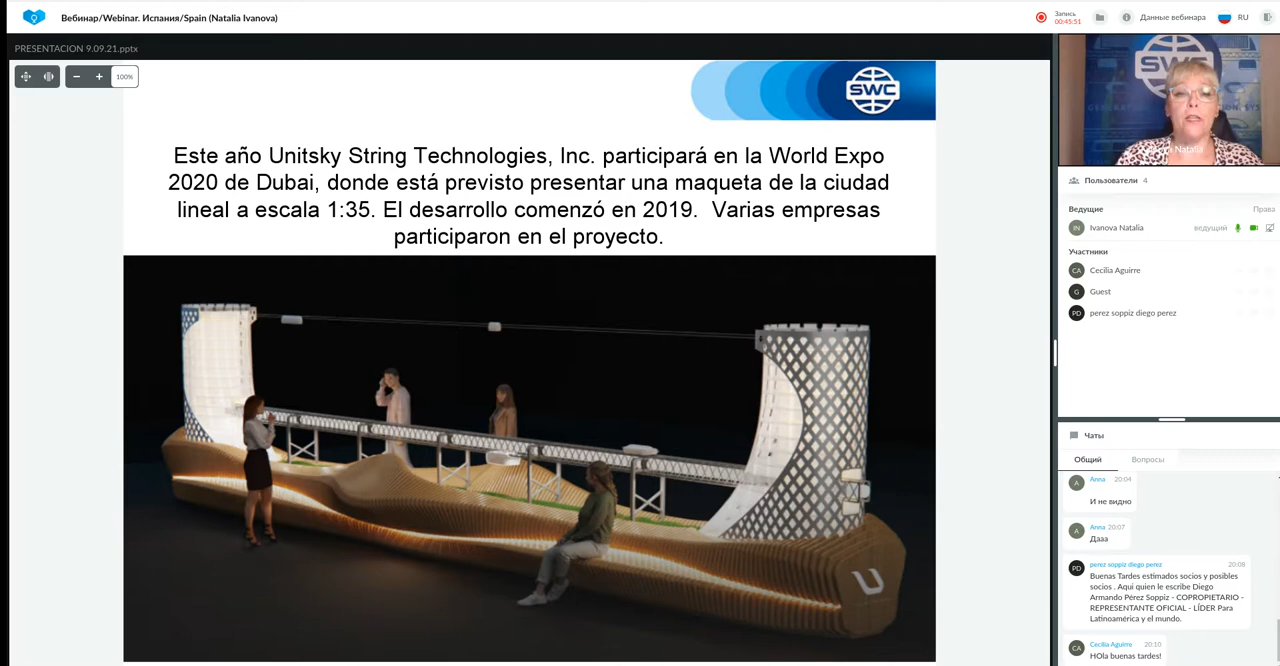 Вебинар/Webinar. Испания/Spain (Natalia Ivanova)
Запись
00:45:51
Данные вебинара
RU
PRESENTACION 9.09.21.pptx
100%
SWC
Este año Unitsky String Technologies, Inc. participará en la World Expo
2020 de Dubai, donde está previsto presentar una maqueta de la ciudad
lineal a escala 1:35. El desarrollo comenzó en 2019.  Varias empresas
participaron en el proyecto.
U
SWC
Natalia
Пользователи 4
Ведущие
Права
IN Ivanova Natalia ведущий
Участники
CA Cecilia Aguirre
G Guest
PD perez soppiz diego perez
Чаты
Общий Вопросы
A Anna 20:04
И не видно
A Anna 20:07
Дааа
PD perez soppiz diego perez 20:08
Buenas Tardes estimados socios y posibles
socios . Aqui quien le escribe Diego
Armando Pérez Soppiz - COPROPIETARIO -
REPRESENTANTE OFICIAL - LÍDER Para
Latinoamérica y el mundo.
CA Cecilia Aguirre 20:10
HOla buenas tardes!